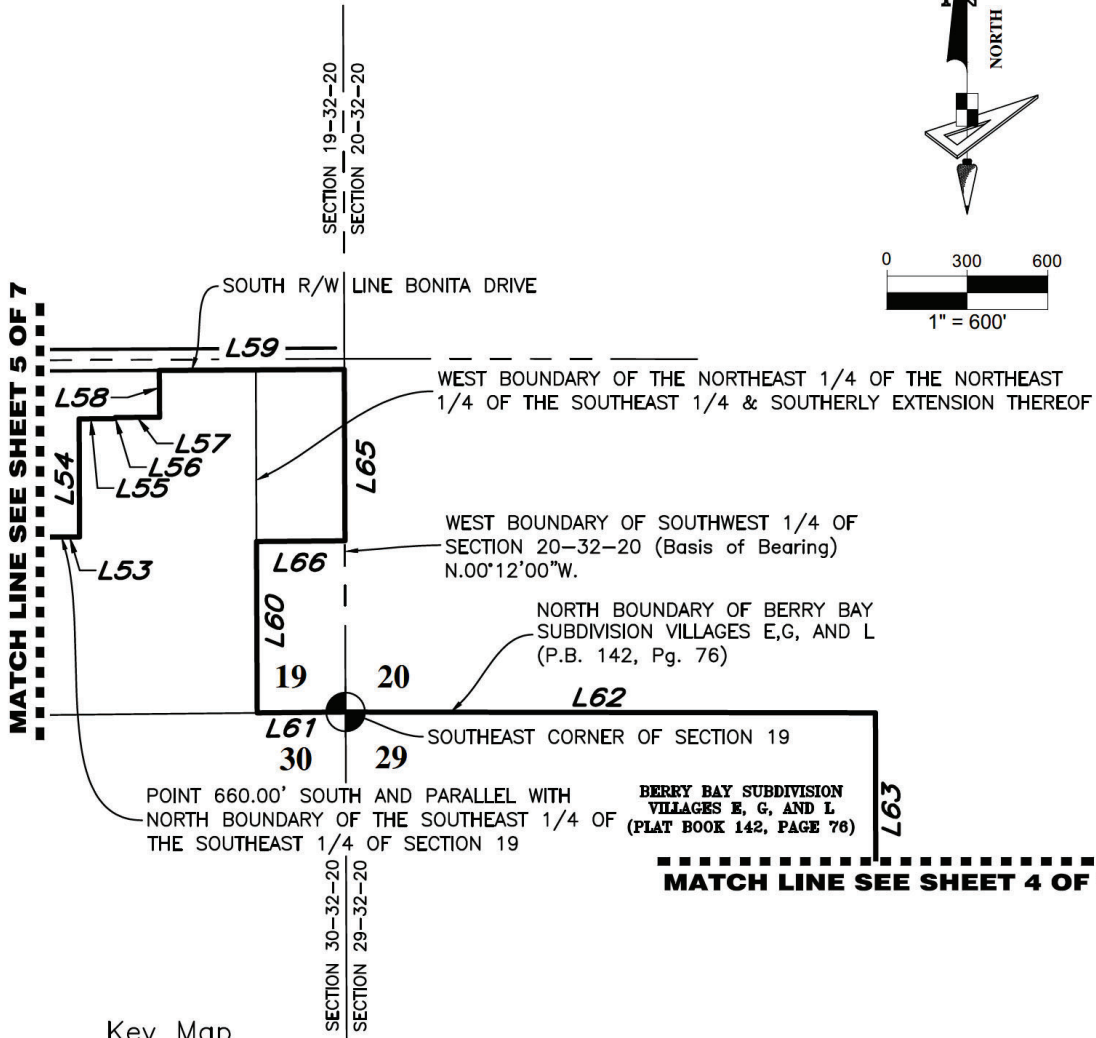 NORTH
SECTION 19-32-20
SECTION 20-32-20
0 300 600
1" = 600'
SOUTH R/W LINE BONITA DRIVE
MATCH LINE SEE SHEET 5 OF 7
L59
L58
WEST BOUNDARY OF THE NORTHEAST 1/4 OF THE NORTHEAST
1/4 OF THE SOUTHEAST 1/4 & SOUTHERLY EXTENSION THEREOF
L57
L56
L55
L54
L65
L53
L66
WEST BOUNDARY OF SOUTHWEST 1/4 OF
SECTION 20-32-20 (Basis of Bearing)
N.00°12'00"W.
L60
NORTH BOUNDARY OF BERRY BAY
SUBDIVISION VILLAGES E,G, AND L
(P.B. 142, Pg. 76)
19 20
L62
L61
SOUTHEAST CORNER OF SECTION 19
30 29
POINT 660.00' SOUTH AND PARALLEL WITH
NORTH BOUNDARY OF THE SOUTHEAST 1/4 OF
THE SOUTHEAST 1/4 OF SECTION 19
BERRY BAY SUBDIVISION
VILLAGES E, G, AND L
(PLAT BOOK 142, PAGE 76)
L63
MATCH LINE SEE SHEET 4 OF
SECTION 30-32-20
SECTION 29-32-20
Key Map